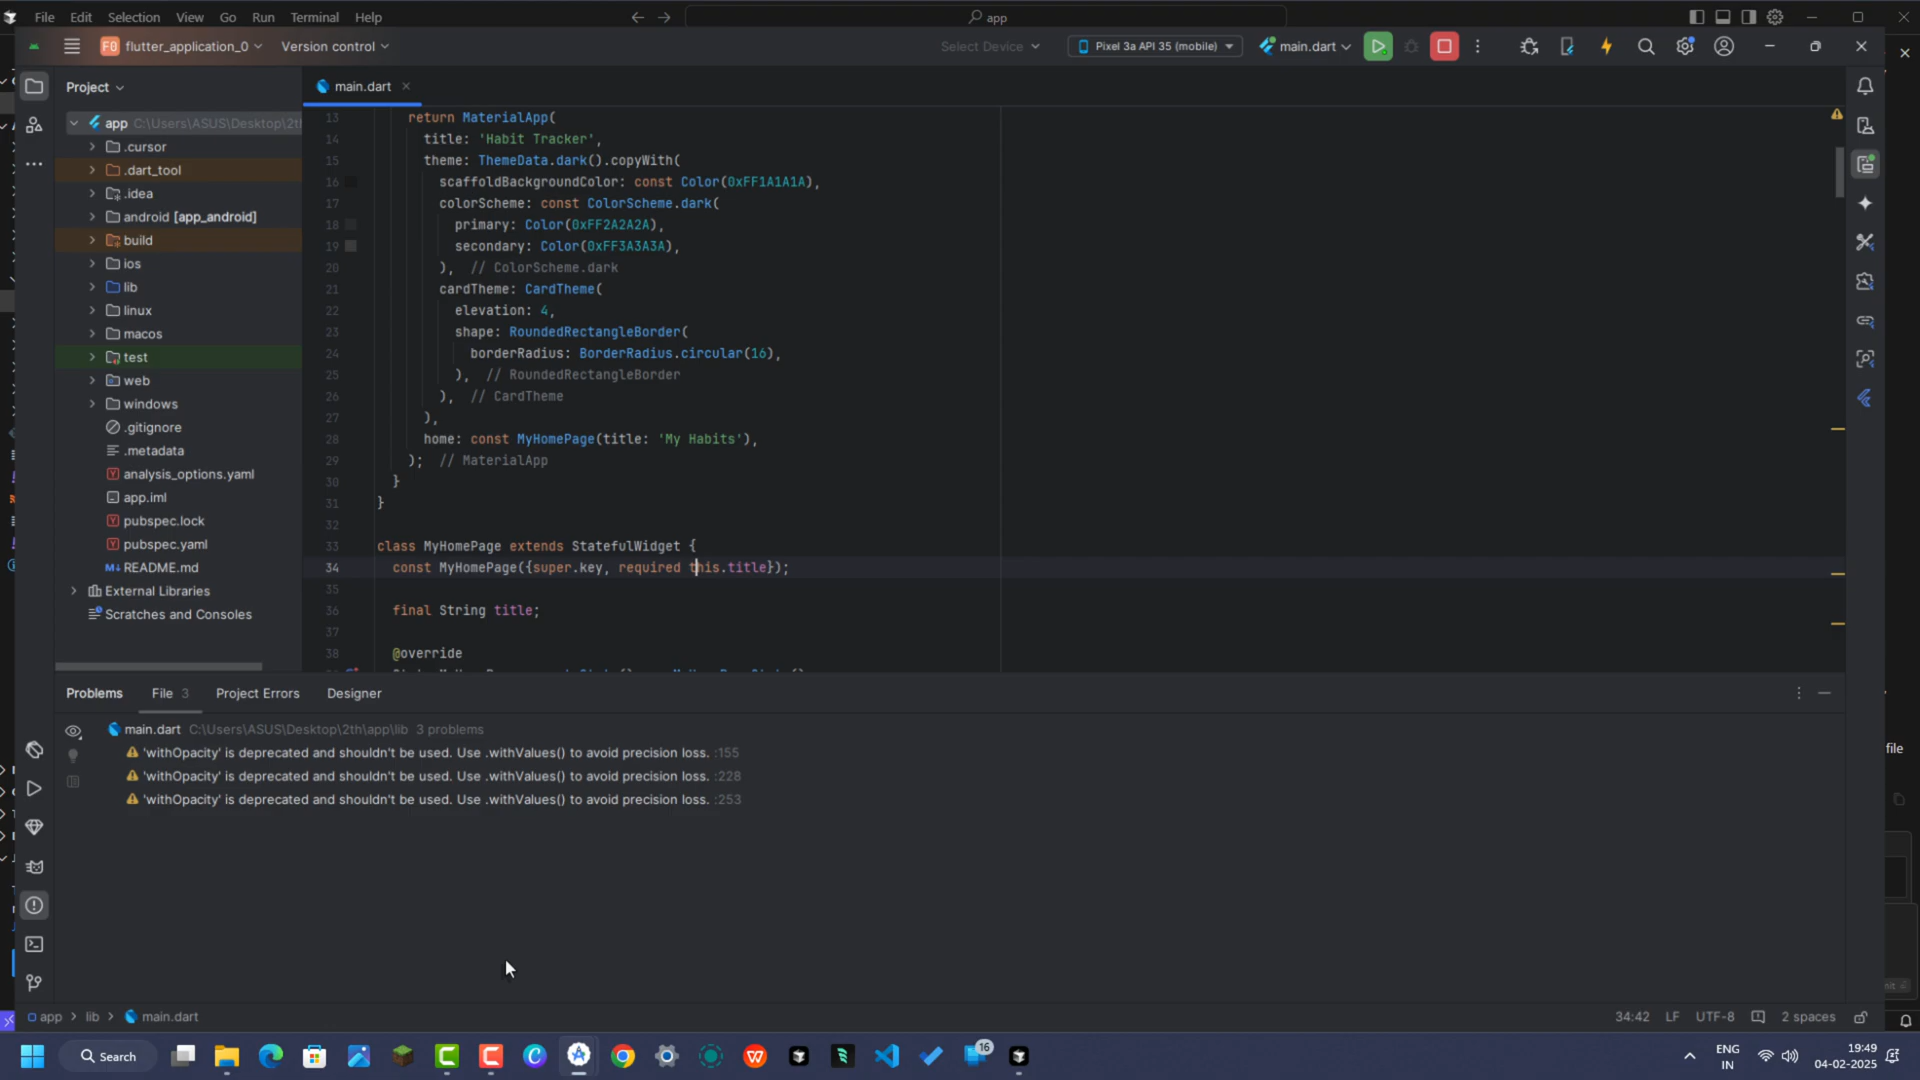 File Edit Selection View Go Run Terminal Help
app
F0 flutter_application_0 Version control
Select Device
Pixel 3a API 35 (mobile)
main.dart
Project
main.dart
app C:\Users\ASUS\Desktop\2th
.cursor
.dart_tool
.idea
android [app_android]
build
ios
lib
linux
macos
test
web
windows
.gitignore
.metadata
analysis_options.yaml
app.iml
pubspec.lock
pubspec.yaml
README.md
External Libraries
Scratches and Consoles
13 return MaterialApp(
14 title: 'Habit Tracker',
15 theme: ThemeData.dark().copyWith(
16 scaffoldBackgroundColor: const Color(0xFF1A1A1A),
17 colorScheme: const ColorScheme.dark(
18 primary: Color(0xFF2A2A2A),
19 secondary: Color(0xFF3A3A3A),
20 ), // ColorScheme.dark
21 cardTheme: CardTheme(
22 elevation: 4,
23 shape: RoundedRectangleBorder(
24 borderRadius: BorderRadius.circular(16),
25 ), // RoundedRectangleBorder
26 ), // CardTheme
27 ),
28 home: const MyHomePage(title: 'My Habits'),
29 ); // MaterialApp
30 }
31 }
32
33 class MyHomePage extends StatefulWidget {
34 const MyHomePage({super.key, required this.title});
35
36 final String title;
37
38 @override
Problems File 3 Project Errors Designer
main.dart C:\Users\ASUS\Desktop\2th\app\lib 3 problems
'withOpacity' is deprecated and shouldn't be used. Use .withValues() to avoid precision loss. :155
'withOpacity' is deprecated and shouldn't be used. Use .withValues() to avoid precision loss. :228
'withOpacity' is deprecated and shouldn't be used. Use .withValues() to avoid precision loss. :253
file
app > lib > main.dart
34:42 LF UTF-8 2 spaces
Search
16
ENG
IN
19:49
04-02-2025